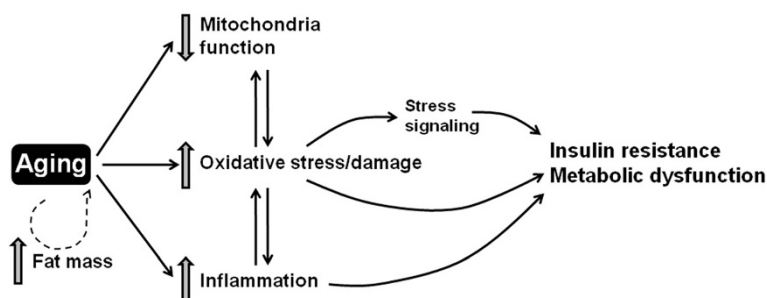 Mitochondria
function
Stress
signaling
Aging
Oxidative stress/damage
Insulin resistance
Metabolic dysfunction
Fat mass
Inflammation